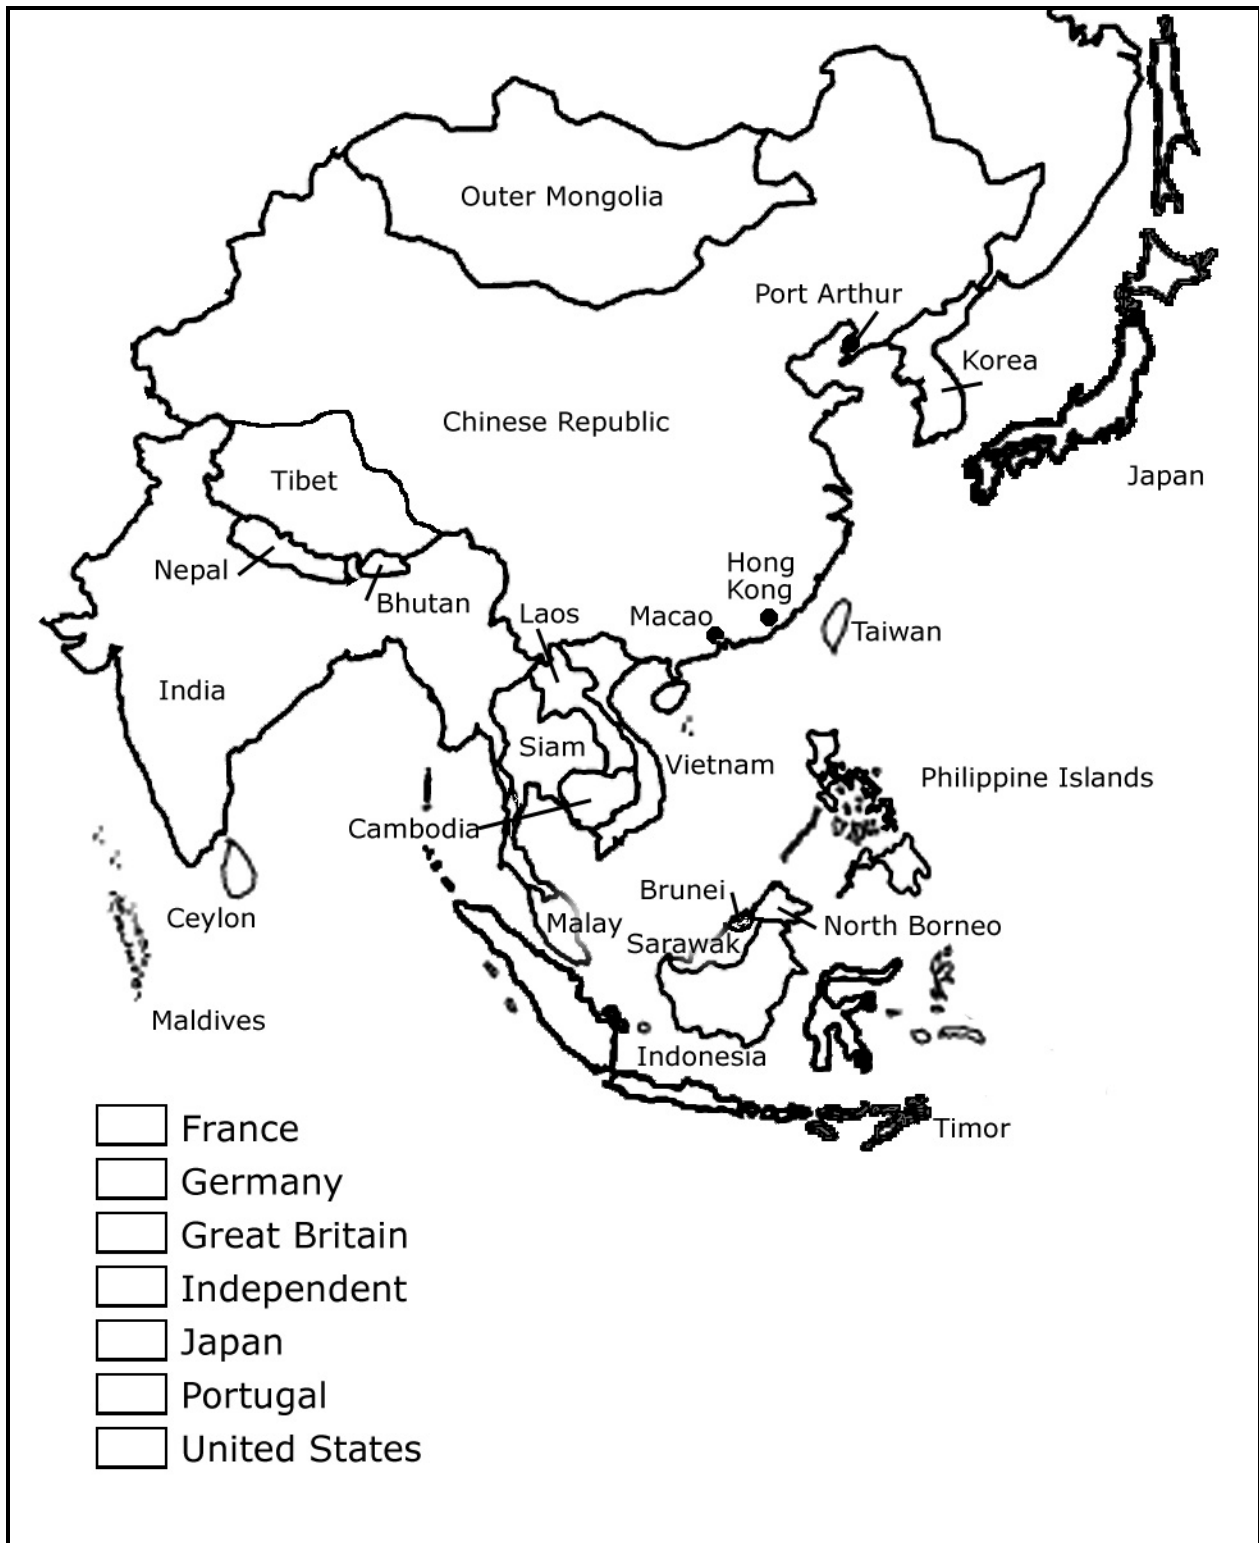 Outer Mongolia
Port Arthur
Korea
Chinese Republic
Japan
Tibet
Nepal
Bhutan
Hong
Kong
Laos
Macao
Taiwan
India
Siam
Vietnam
Philippine Islands
Cambodia
Brunei
Ceylon
Malay
North Borneo
Sarawak
Maldives
Indonesia
Timor
France
Germany
Great Britain
Independent
Japan
Portugal
United States